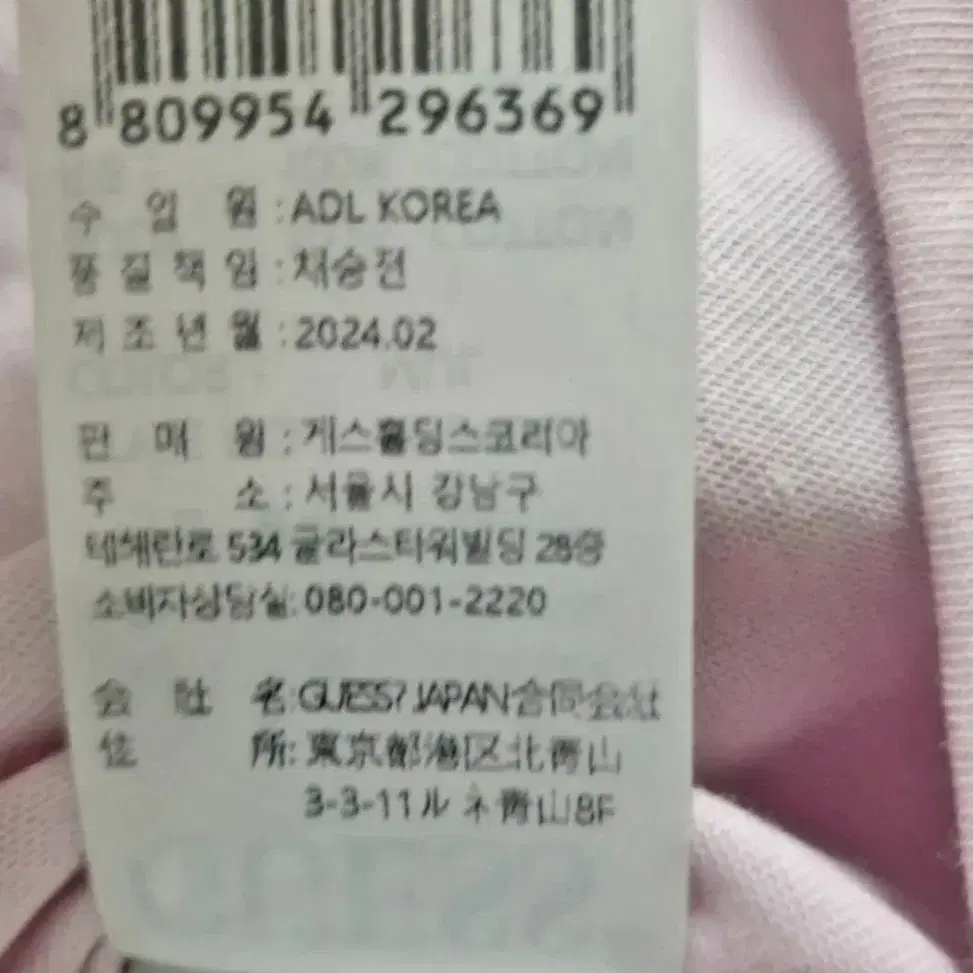 8 809954 296369
수 입 원 : ADL KOREA
품 질 책 임 : 채승전
제 조 년 월 : 2024.02
판 매 원 : 게스홀딩스코리아
주 소 : 서울시 강남구
테헤란로 534 글라스타워빌딩 28층
소비자상담실: 080-001-2220
会 社 名: GUESS? JAPAN合同会社
住 所: 東京都港区北青山
3-3-11ルネ青山8F